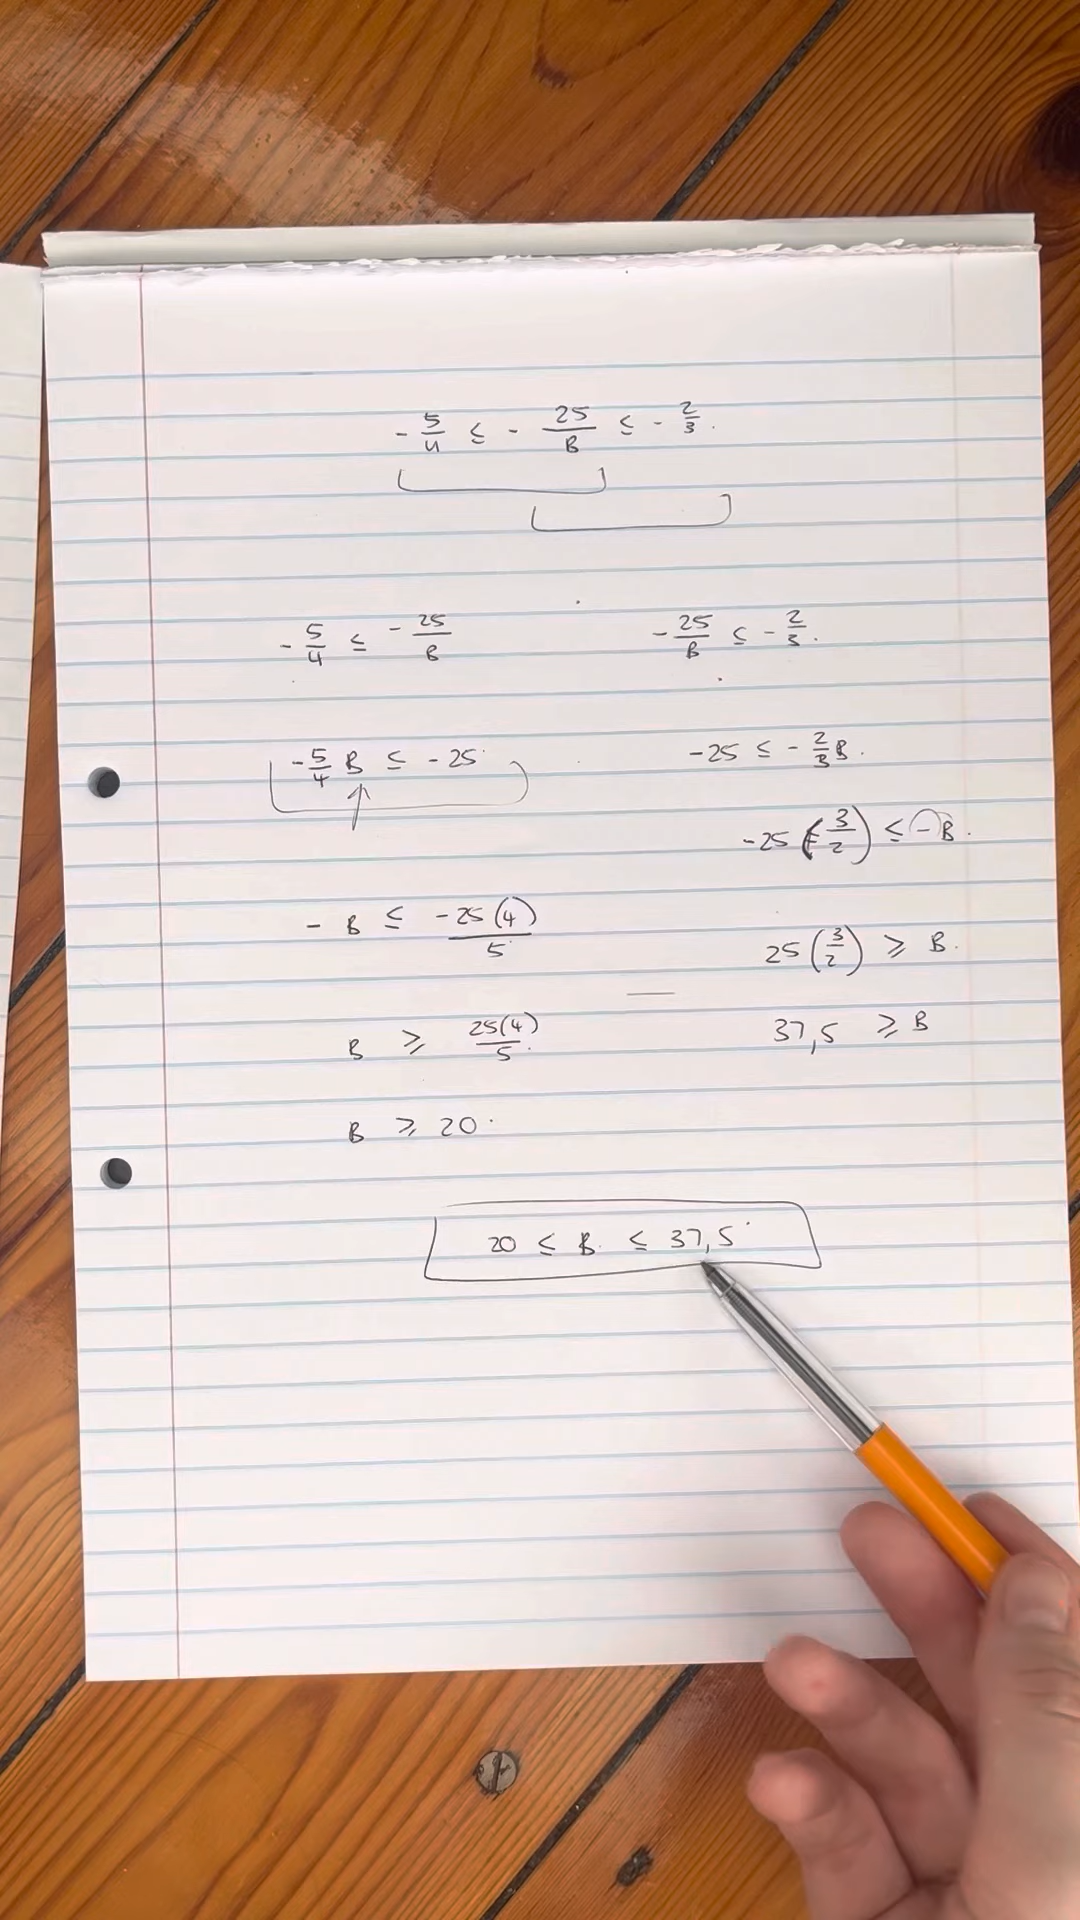 - 5/4 ≤ - 25/B ≤ - 2/3.
- 5/4 ≤ - 25/B
- 25/B ≤ - 2/3.
- 5/4 B ≤ - 25
-25 ≤ - 2/3 B.
-25 (3/2) ≤ - B.
- B ≤ -25(4)/5
25 (3/2) ≥ B.
B ≥ 25(4)/5.
37,5 ≥ B
B ≥ 20.
20 ≤ B. ≤ 37,5